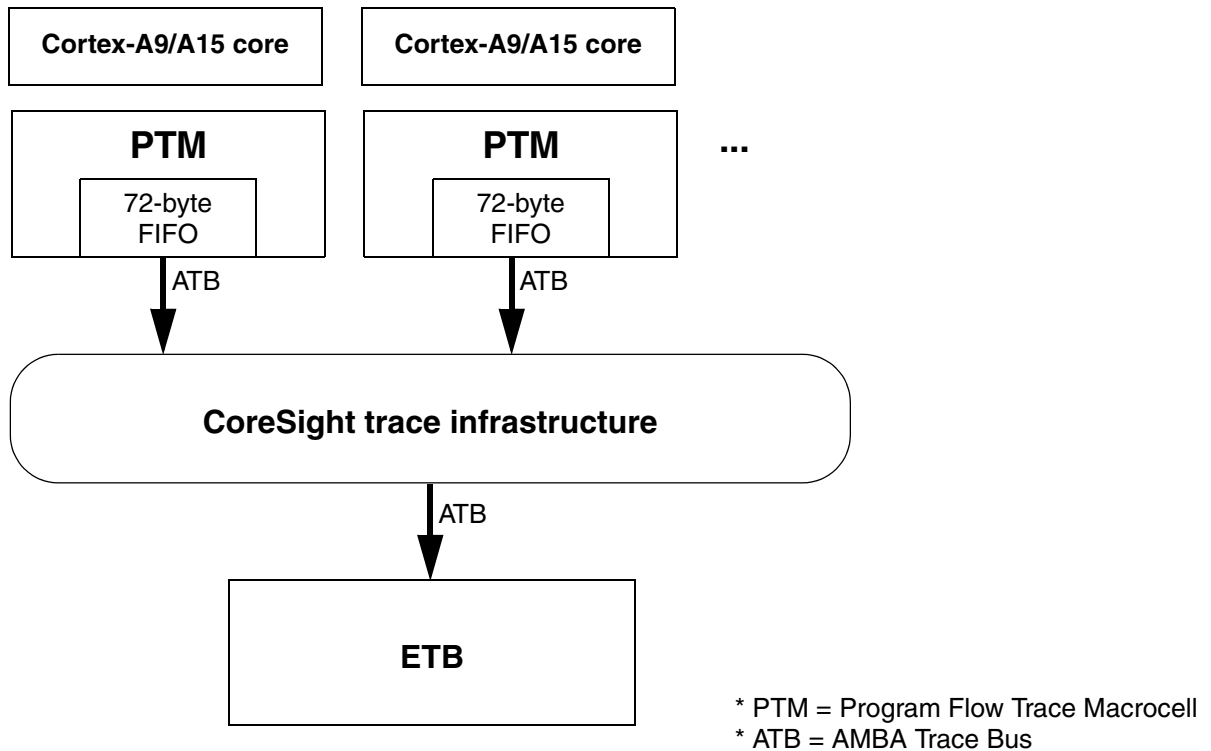 Cortex-A9/A15 core
Cortex-A9/A15 core
PTM
PTM
...
72-byte
FIFO
72-byte
FIFO
ATB
ATB
CoreSight trace infrastructure
ATB
ETB
* PTM = Program Flow Trace Macrocell
* ATB = AMBA Trace Bus